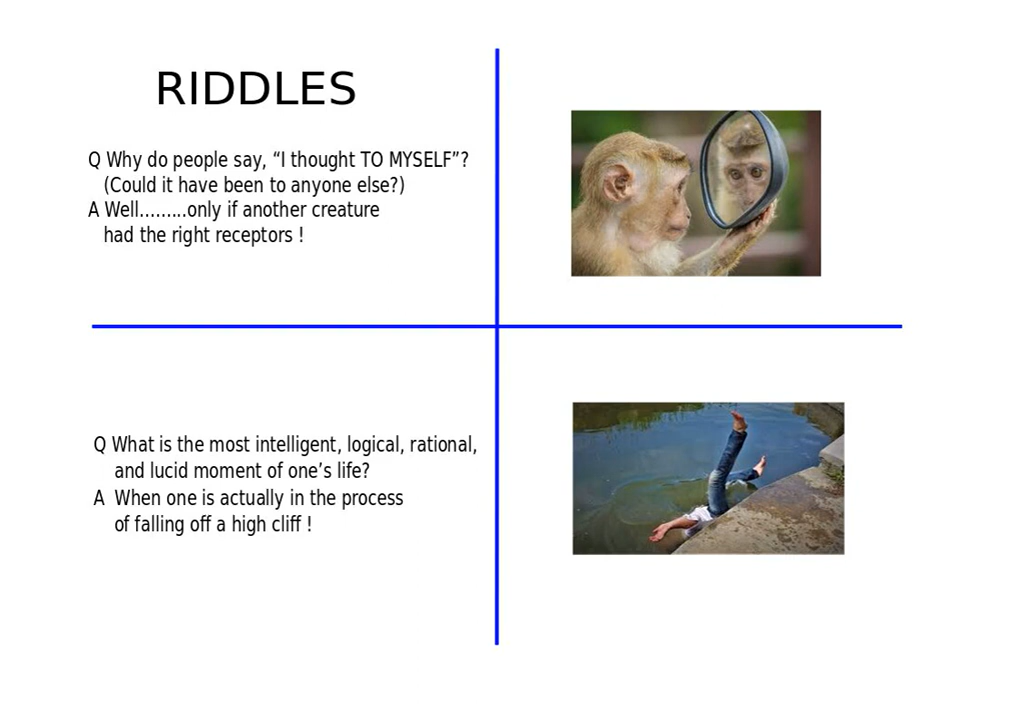 RIDDLES
Q Why do people say, “I thought TO MYSELF”?
(Could it have been to anyone else?)
A Well.........only if another creature
had the right receptors !
Q What is the most intelligent, logical, rational,
and lucid moment of one’s life?
A When one is actually in the process
of falling off a high cliff !